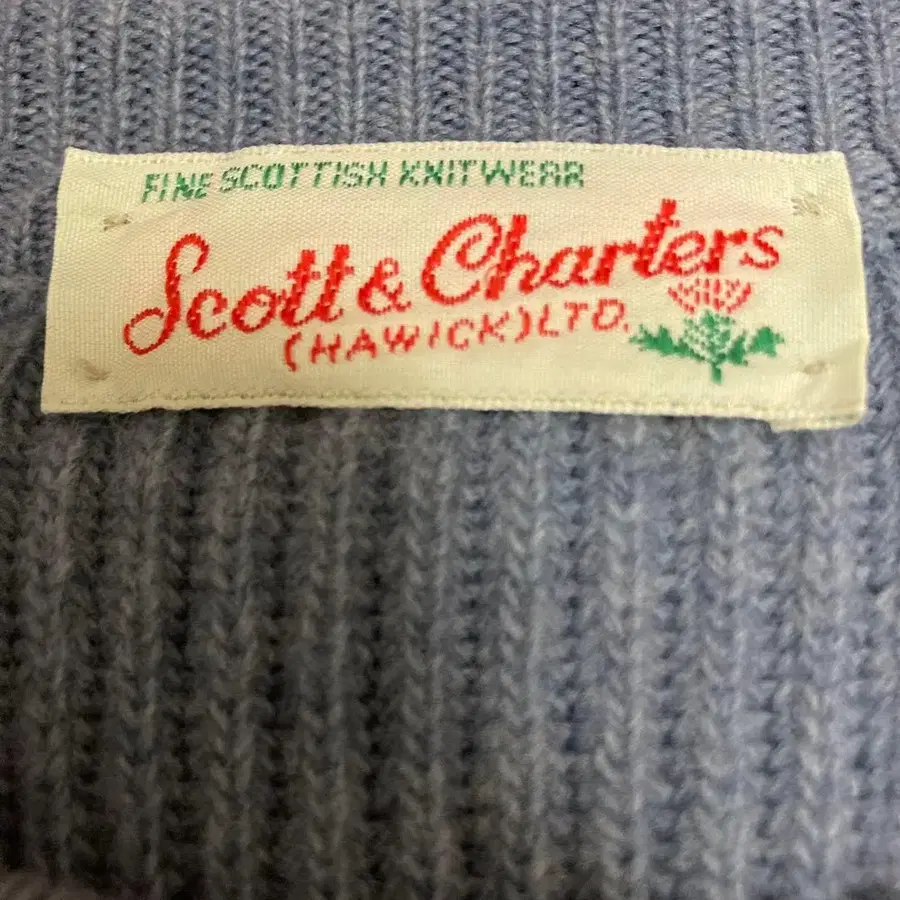 FINE SCOTTISH KNITWEAR
Scott & Charters
(HAWICK) LTD.